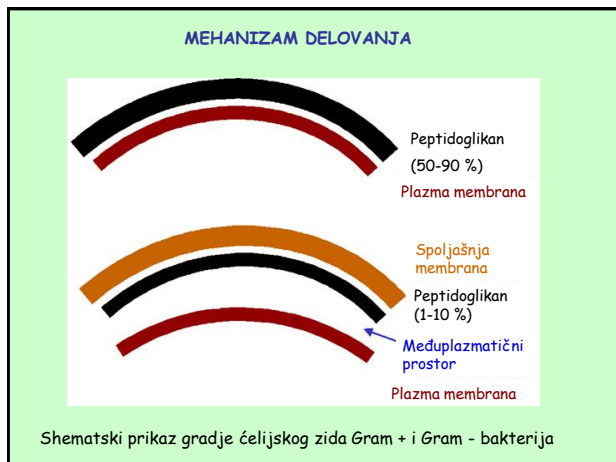 MEHANIZAM DELOVANJA
Peptidoglikan
(50-90 %)
Plazma membrana
Spoljašnja
membrana
Peptidoglikan
(1-10 %)
Međuplazmatični
prostor
Plazma membrana
Shematski prikaz gradje ćelijskog zida Gram + i Gram - bakterija